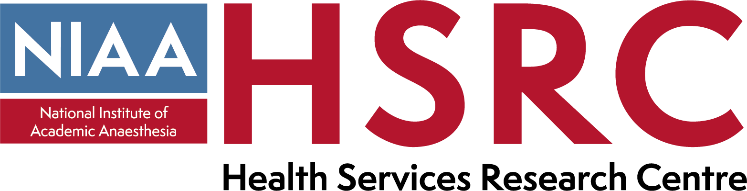 NIAA
National Institute of
Academic Anaesthesia
HSRC
Health Services Research Centre